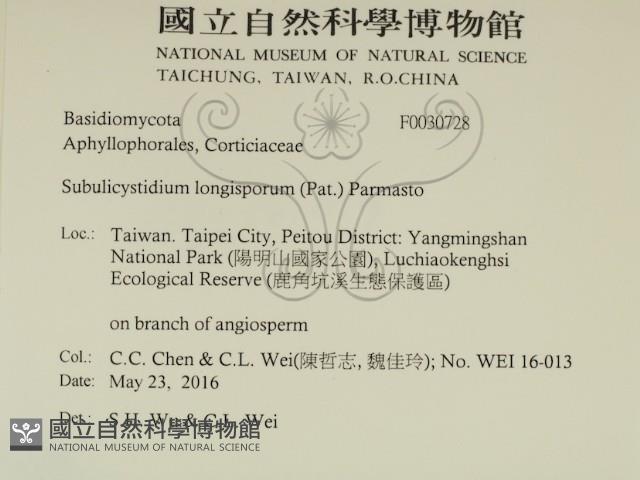 國立自然科學博物館
NATIONAL MUSEUM OF NATURAL SCIENCE
TAICHUNG, TAIWAN, R.O.CHINA
Basidiomycota F0030728
Aphyllophorales, Corticiaceae
Subulicystidium longisporum (Pat.) Parmasto
Loc.: Taiwan. Taipei City, Peitou District: Yangmingshan
National Park (陽明山國家公園), Luchiaokenghsi
Ecological Reserve (鹿角坑溪生態保護區)
on branch of angiosperm
Col.: C.C. Chen & C.L. Wei(陳哲志, 魏佳玲); No. WEI 16-013
Date: May 23, 2016
Det.: S.H. Wu & C.L. Wei
國立自然科學博物館
NATIONAL MUSEUM OF NATURAL SCIENCE